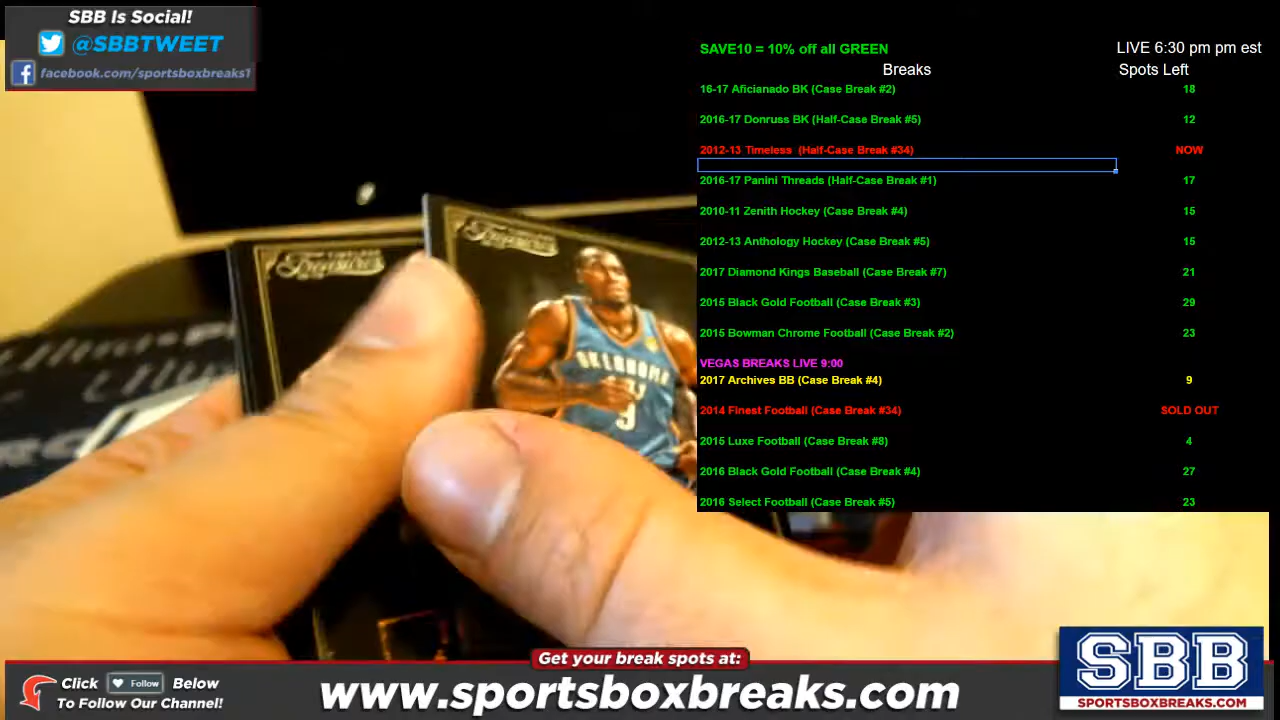 SBB Is Social!
@SBBTWEET
facebook.com/sportsboxbreaks1
SAVE10 = 10% off all GREEN
LIVE 6:30 pm pm est
Breaks Spots Left
16-17 Aficianado BK (Case Break #2) 18
2016-17 Donruss BK (Half-Case Break #5) 12
2012-13 Timeless (Half-Case Break #34) NOW
2016-17 Panini Threads (Half-Case Break #1) 17
2010-11 Zenith Hockey (Case Break #4) 15
2012-13 Anthology Hockey (Case Break #5) 15
2017 Diamond Kings Baseball (Case Break #7) 21
2015 Black Gold Football (Case Break #3) 29
2015 Bowman Chrome Football (Case Break #2) 23
VEGAS BREAKS LIVE 9:00
2017 Archives BB (Case Break #4) 9
2014 Finest Football (Case Break #34) SOLD OUT
2015 Luxe Football (Case Break #8) 4
2016 Black Gold Football (Case Break #4) 27
2016 Select Football (Case Break #5) 23
Treasures
Treasures
OKLAHOMA
Get your break spots at:
Click Follow Below
To Follow Our Channel!
www.sportsboxbreaks.com
SBB
SPORTSBOXBREAKS.COM